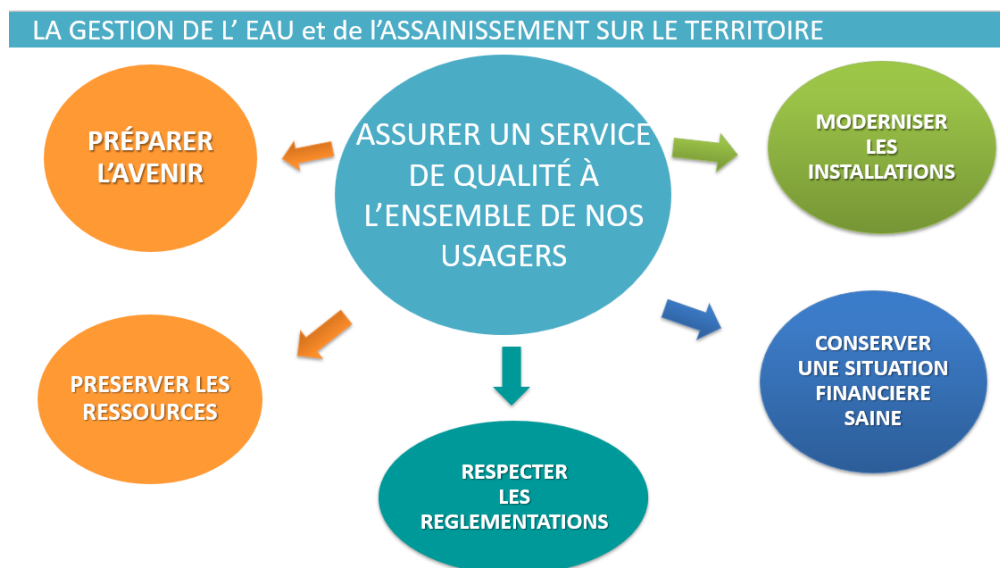 LA GESTION DE L' EAU et de l'ASSAINISSEMENT SUR LE TERRITOIRE
PRÉPARER
L'AVENIR
ASSURER UN SERVICE
DE QUALITÉ À
L'ENSEMBLE DE NOS
USAGERS
MODERNISER
LES
INSTALLATIONS
PRESERVER LES
RESSOURCES
RESPECTER
LES
REGLEMENTATIONS
CONSERVER
UNE SITUATION
FINANCIERE
SAINE